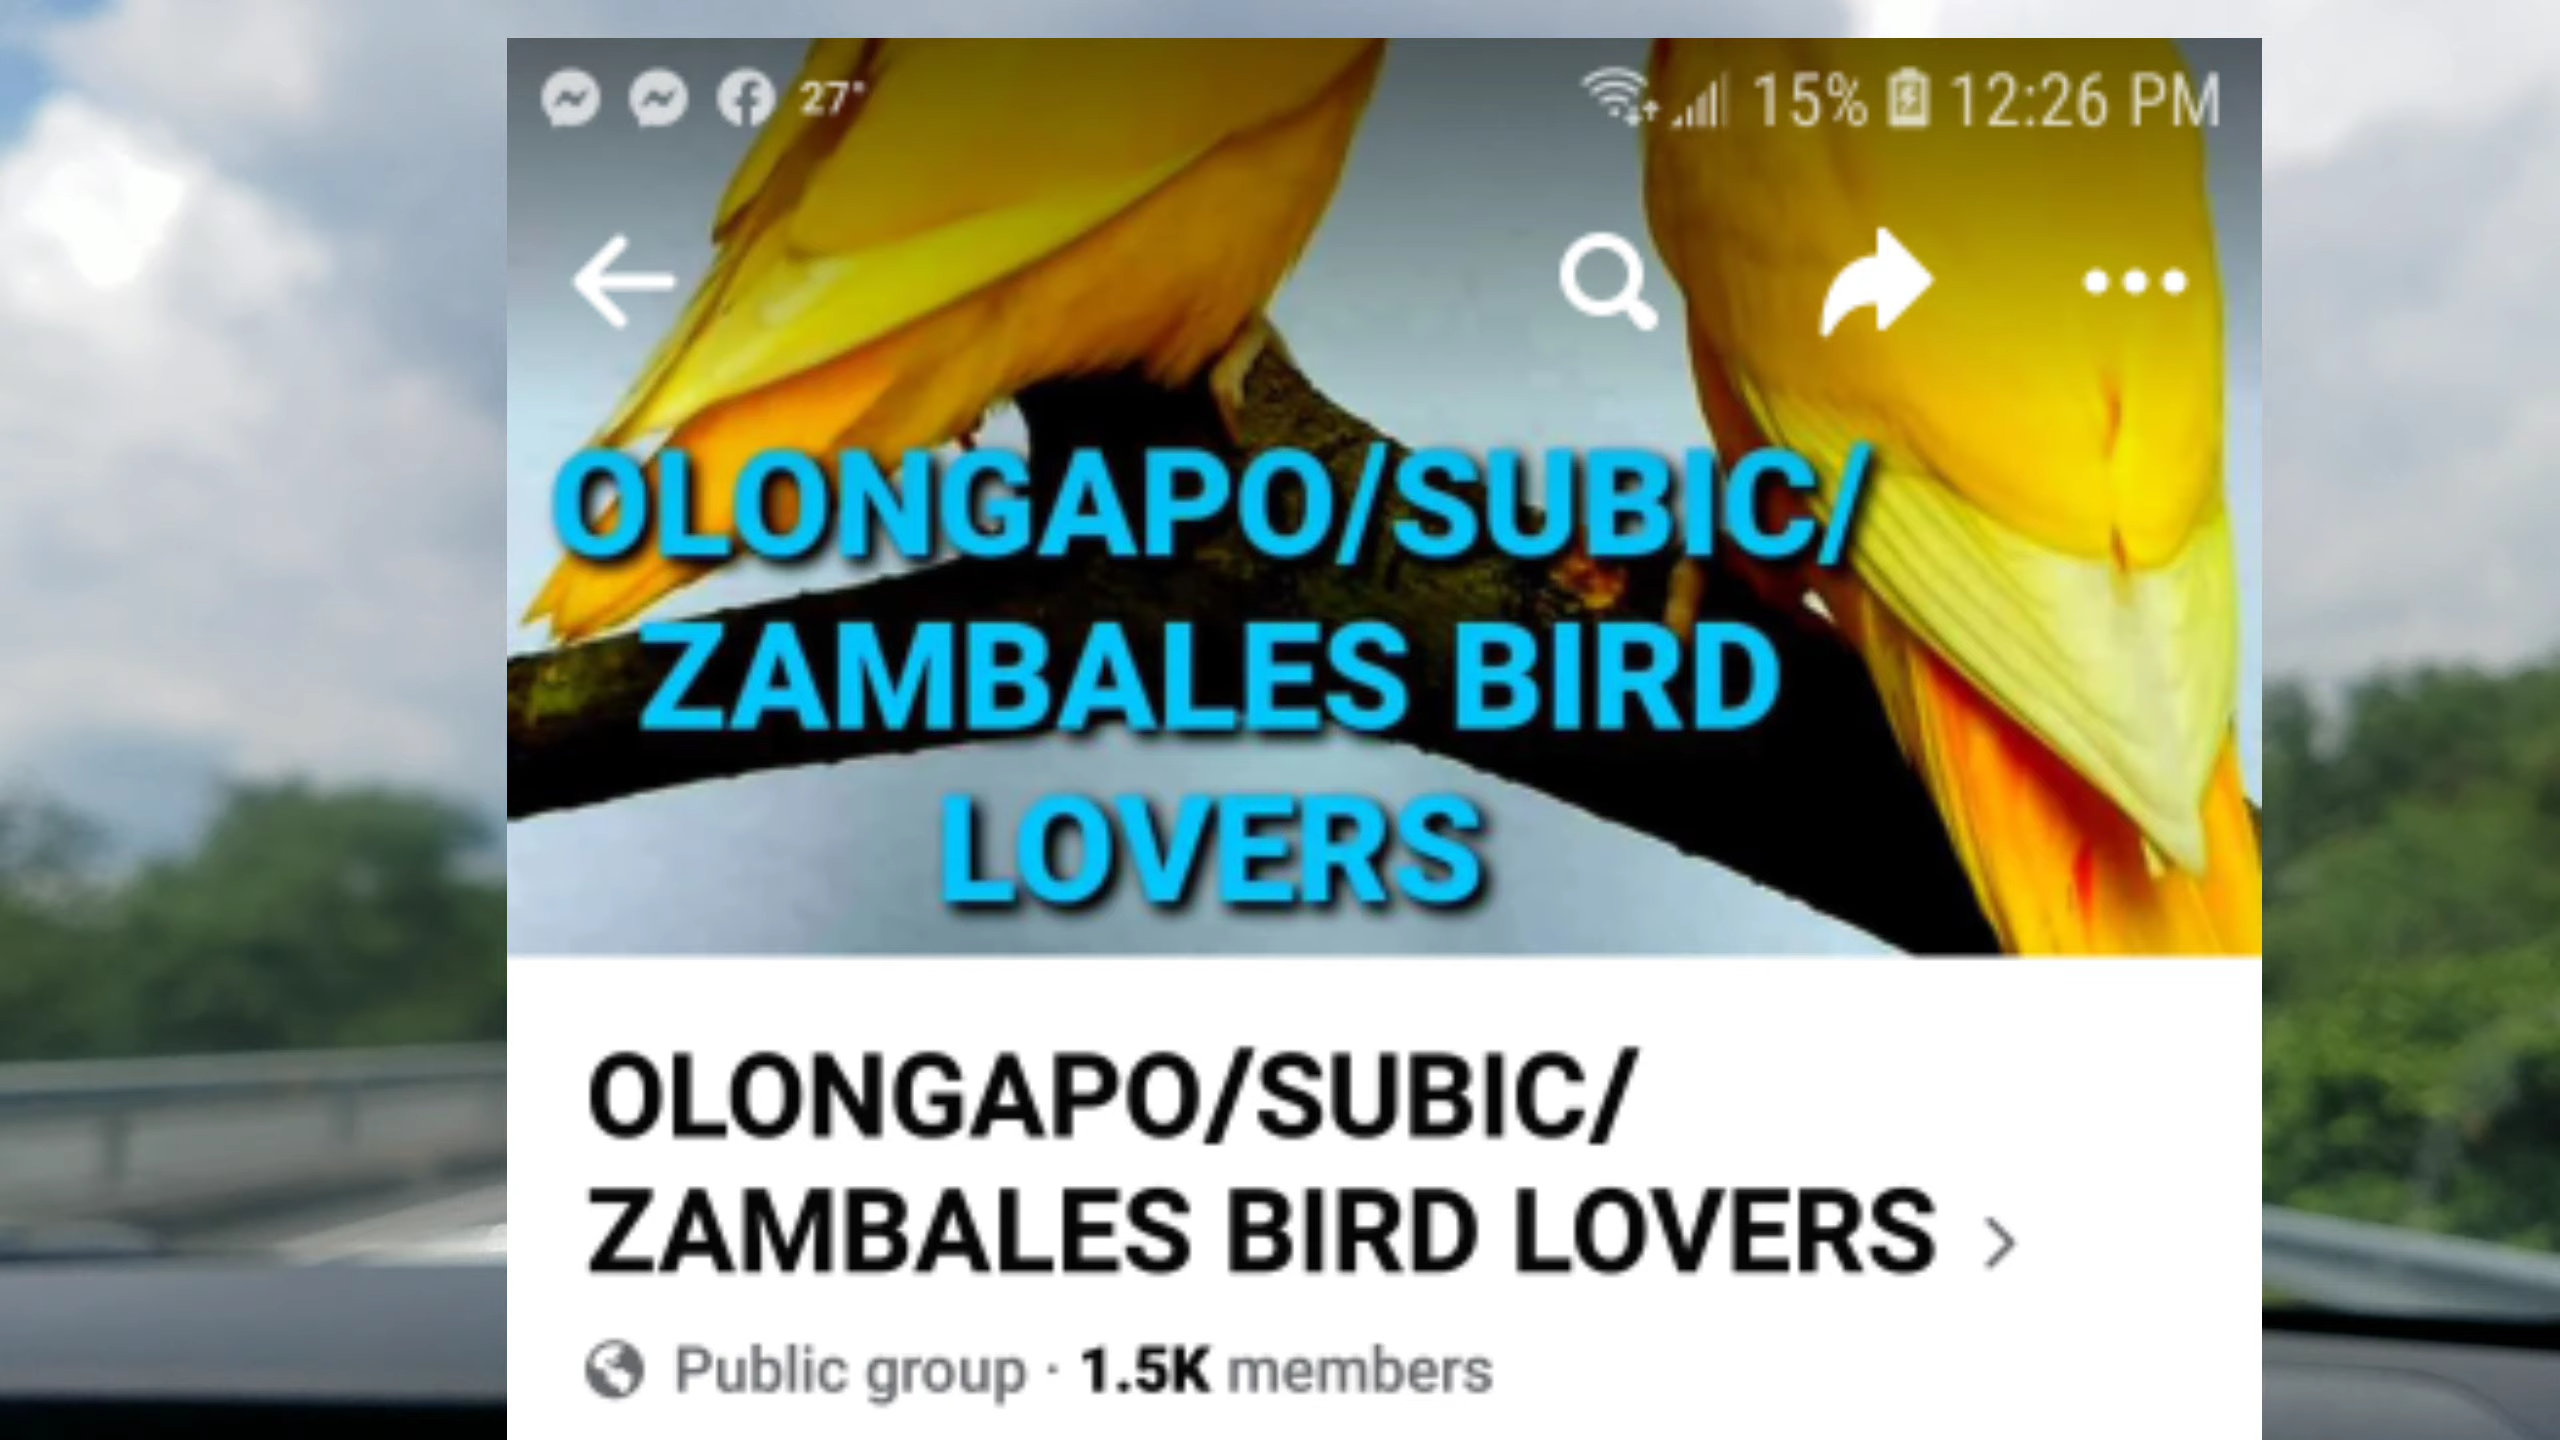 27° 15% 12:26 PM
OLONGAPO/SUBIC/
ZAMBALES BIRD
LOVERS
OLONGAPO/SUBIC/
ZAMBALES BIRD LOVERS
Public group · 1.5K members